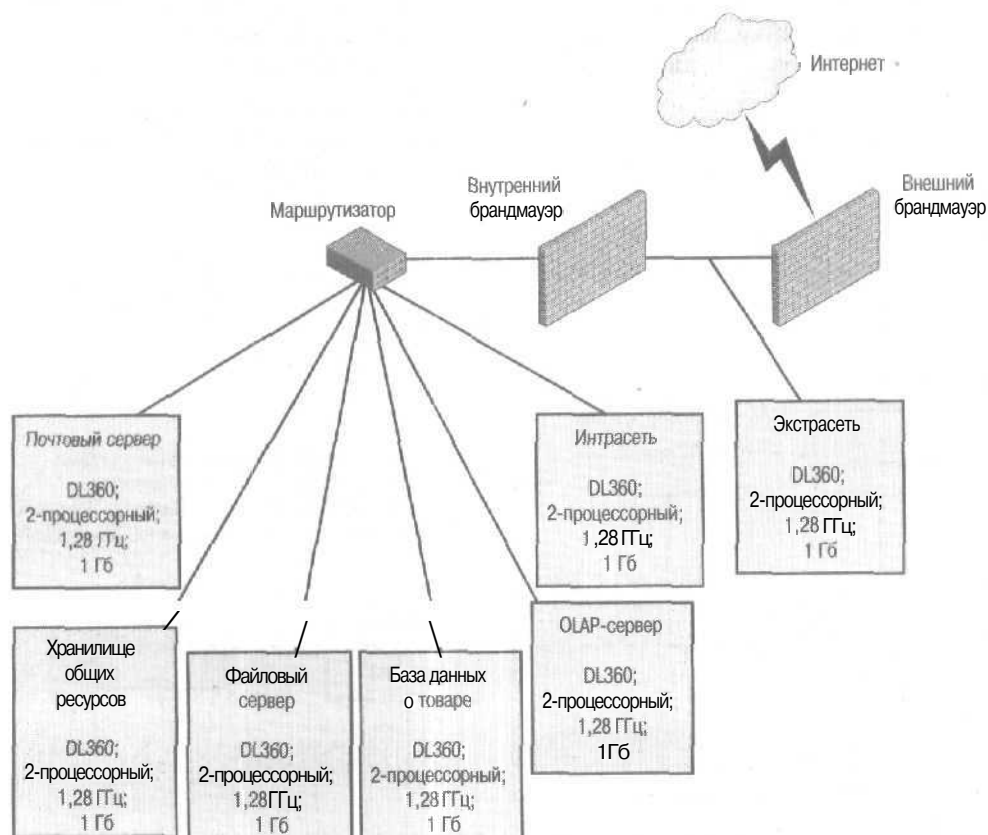 Интернет
Внутренний
брандмауэр
Внешний
брандмауэр
Маршрутизатор
Почтовый сервер
DL360;
2-процессорный;
1,28 ГГц;
1 Гб
Интрасеть
DL360;
2-процессорный;
1,28 ГГц;
1 Гб
Экстрасеть
DL360;
2-процессорный;
1,28 ГГц;
1 Гб
Хранилище
общих
ресурсов
DL360;
2-процессорный;
1,28 ГГц;
1 Гб
Файловый
сервер
DL360;
2-процессорный;
1,28ГГц;
1 Гб
База данных
о товаре
DL360;
2-процессорный;
1,28 ГГц;
1 Гб
OLAP-сервер
DL360;
2-процессорный;
1,28 ГГц;
1Гб